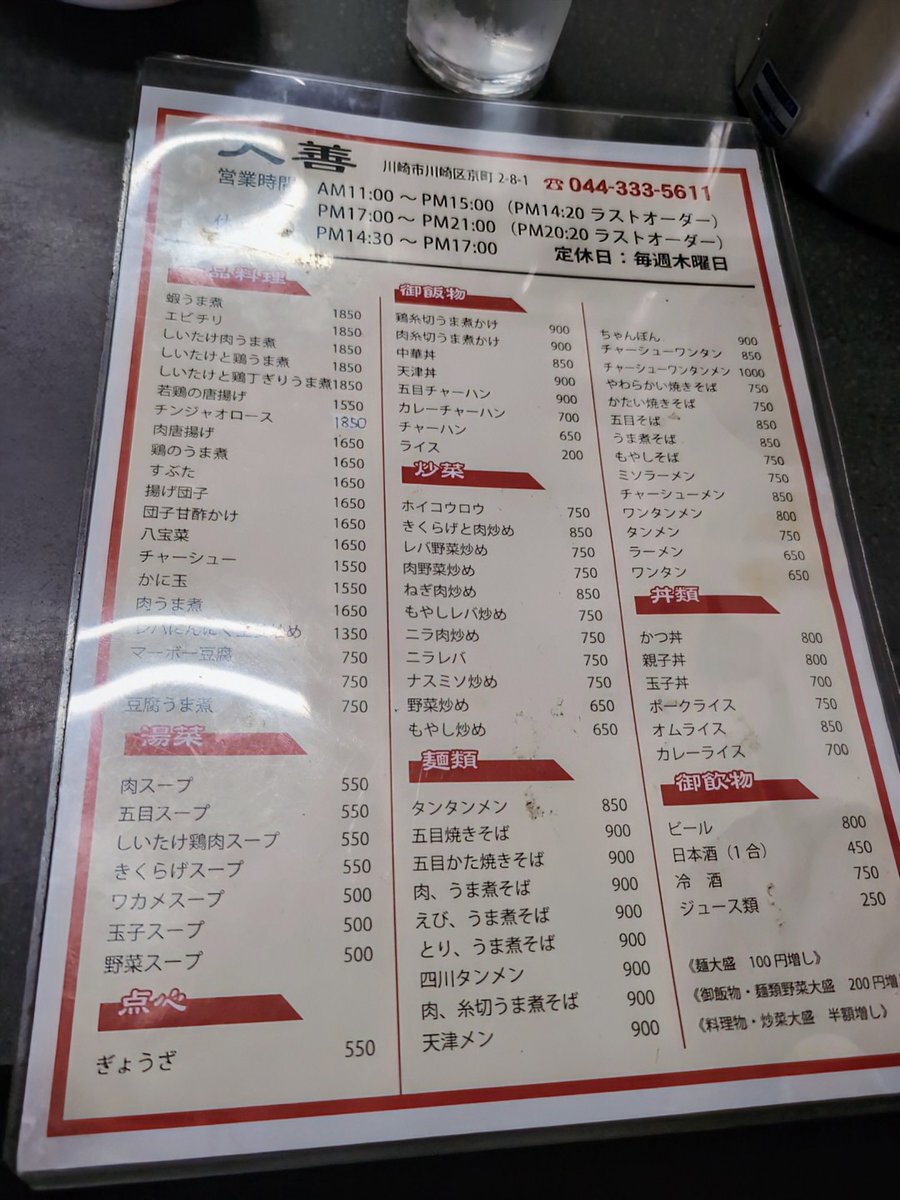 善
川崎市川崎区京町 2-8-1 ☎ 044-333-5611
営業時間 AM11:00 ～ PM15:00 (PM14:20 ラストオーダー)
PM17:00 ～ PM21:00 (PM20:20 ラストオーダー)
PM14:30 ～ PM17:00 定休日：毎週木曜日
品料理
蝦うま煮 1850
エビチリ 1850
しいたけ肉うま煮 1850
しいたけと鶏うま煮 1850
しいたけと鶏丁ぎりうま煮 1850
若鶏の唐揚げ 1550
チンジャオロース 1850
肉唐揚げ 1650
鶏のうま煮 1650
すぶた 1650
揚げ団子 1650
団子甘酢かけ 1650
八宝菜 1650
チャーシュー 1550
かに玉 1550
肉うま煮 1650
1350
マーボー豆腐 750
750
豆腐うま煮 750
湯菜
肉スープ 550
五目スープ 550
しいたけ鶏肉スープ 550
きくらげスープ 550
ワカメスープ 500
玉子スープ 500
野菜スープ 500
点心
ぎょうざ 550
御飯物
鶏糸切うま煮かけ 900
肉糸切うま煮かけ 900
中華丼 850
天津丼 900
五目チャーハン 900
カレーチャーハン 700
チャーハン 650
ライス 200
炒菜
ホイコウロウ 750
きくらげと肉炒め 850
レバ野菜炒め 750
肉野菜炒め 750
ねぎ肉炒め 850
もやしレバ炒め 750
ニラ肉炒め 750
ニラレバ 750
ナスミソ炒め 750
野菜炒め 650
もやし炒め 650
麺類
タンタンメン 850
五目焼きそば 900
五目かた焼きそば 900
肉、うま煮そば 900
えび、うま煮そば 900
とり、うま煮そば 900
四川タンメン 900
肉、糸切うま煮そば 900
天津メン 900
ちゃんぽん 900
チャーシューワンタン 850
チャーシューワンタンメン 1000
やわらかい焼きそば 750
かたい焼きそば 750
五目そば 850
うま煮そば 850
もやしそば 750
ミソラーメン 750
チャーシューメン 850
ワンタンメン 800
タンメン 750
ラーメン 650
ワンタン 650
丼類
かつ丼 800
親子丼 800
玉子丼 700
ポークライス 750
オムライス 850
カレーライス 700
御飲物
ビール 800
日本酒（1 合） 450
冷 酒 750
ジュース類 250
《麺大盛 100 円増し》
《御飯物・麺類野菜大盛 200 円増
《料理物・炒菜大盛 半額増し》